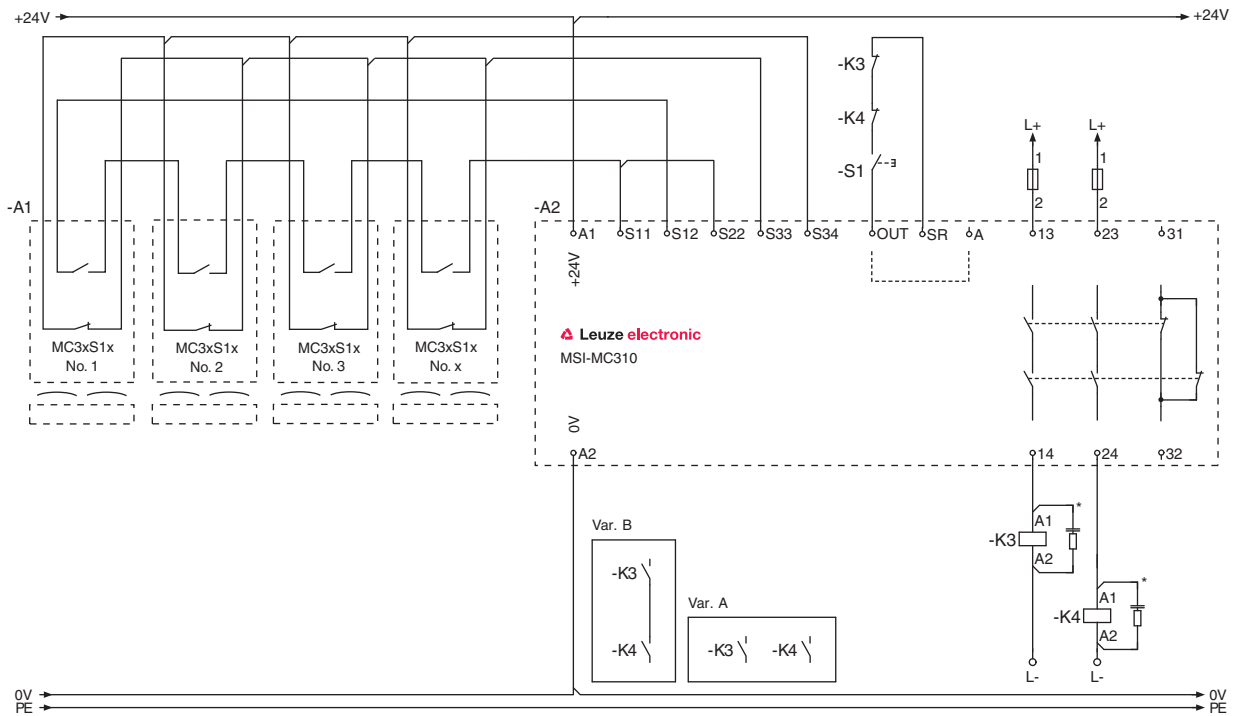 +24V
+24V
-K3
-K4
-S1
L+
L+
1
1
2
2
-A1
-A2
A1
S11
S12
S22
S33
S34
OUT
SR
A
13
23
31
+24V
Leuze electronic
MSI-MC310
MC3xS1x
No. 1
MC3xS1x
No. 2
MC3xS1x
No. 3
MC3xS1x
No. x
0V
A2
14
24
32
*
A1
-K3
A2
*
A1
-K4
A2
L-
L-
Var. B
-K3
-K4
Var. A
-K3
-K4
0V
0V
PE
PE